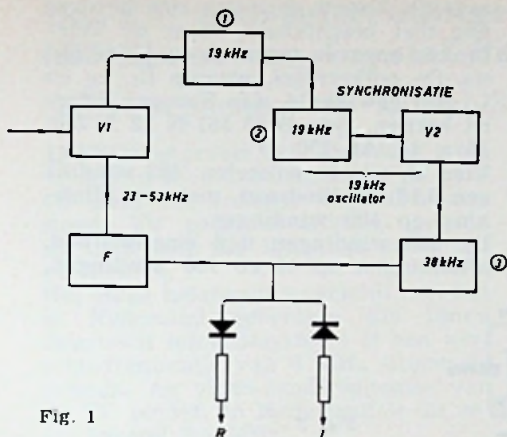 ①
19 kHz
SYNCHRONISATIE
V1
②
19 kHz
V2
19 kHz
oscillator
23-53 kHz
F
38 kHz
③
Fig. 1
R
L